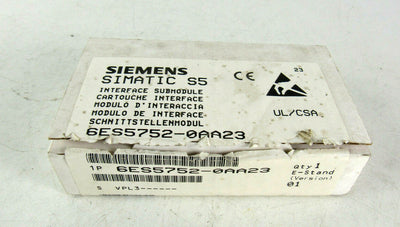 SIEMENS
SIMATIC S5
INTERFACE SUBMODULE
CARTOUCHE INTERFACE
MODULO D'INTERACCIA
MODULO DE INTERFACE
SCHNITTSTELLENMODUL
6ES5752-0AA23
CE
23
UL/CSA
1P 6ES5752-0AA23
S VPL3------
Qty 1
E-Stand
(Version)
01